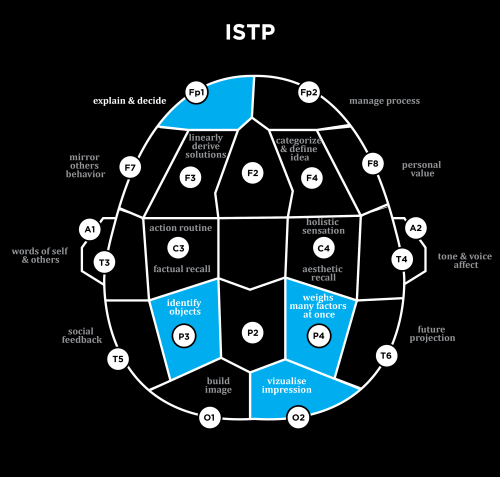 ISTP
Fp1
Fp2
explain & decide
manage process
linearly
derive
solutions
categorize
& define
idea
mirror
others
behavior
F7
F3
F2
F4
F8
personal
value
A1
action routine
holistic
sensation
A2
C3
C4
words of self
& others
T3
factual recall
aesthetic
recall
T4
tone & voice
affect
identify
objects
weighs
many factors
at once
social
feedback
P3
P2
P4
future
projection
T5
T6
build
image
vizualise
impression
O1
O2